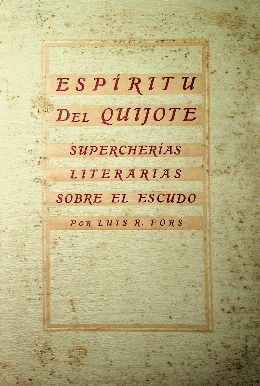 ESPÍRITU
DEL QUIJOTE
SUPERCHERÍAS
LITERARIAS
SOBRE EL ESCUDO
POR LUIS R. FORS